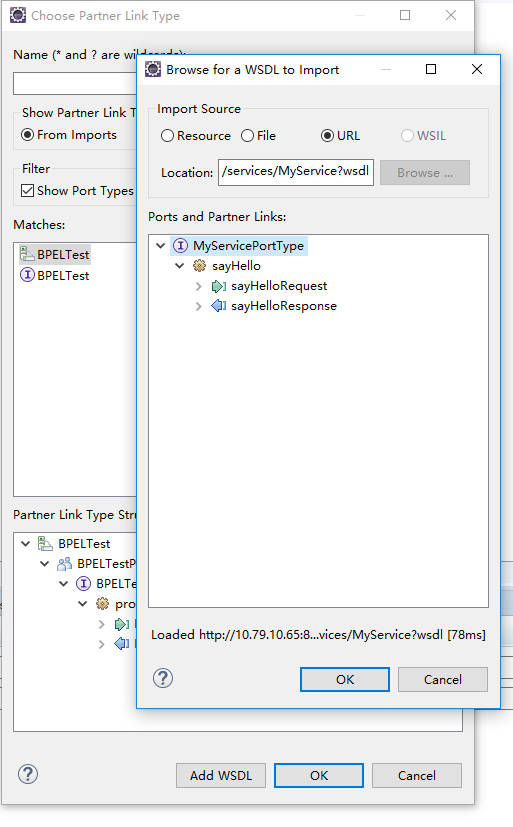 Choose Partner Link Type
Name (* and ? are wildcards):
Show Partner Link T
From Imports
Filter
Show Port Types
Matches:
BPELTest
BPELTest
Partner Link Type Stru
BPELTest
BPELTestP
BPELTe
pro
Add WSDL
OK
Cancel
Browse for a WSDL to Import
Import Source
Resource
File
URL
WSIL
Location:
/services/MyService?wsdl
Browse ...
Ports and Partner Links:
MyServicePortType
sayHello
sayHelloRequest
sayHelloResponse
Loaded http://10.79.10.65:8...vices/MyService?wsdl [78ms]
OK
Cancel